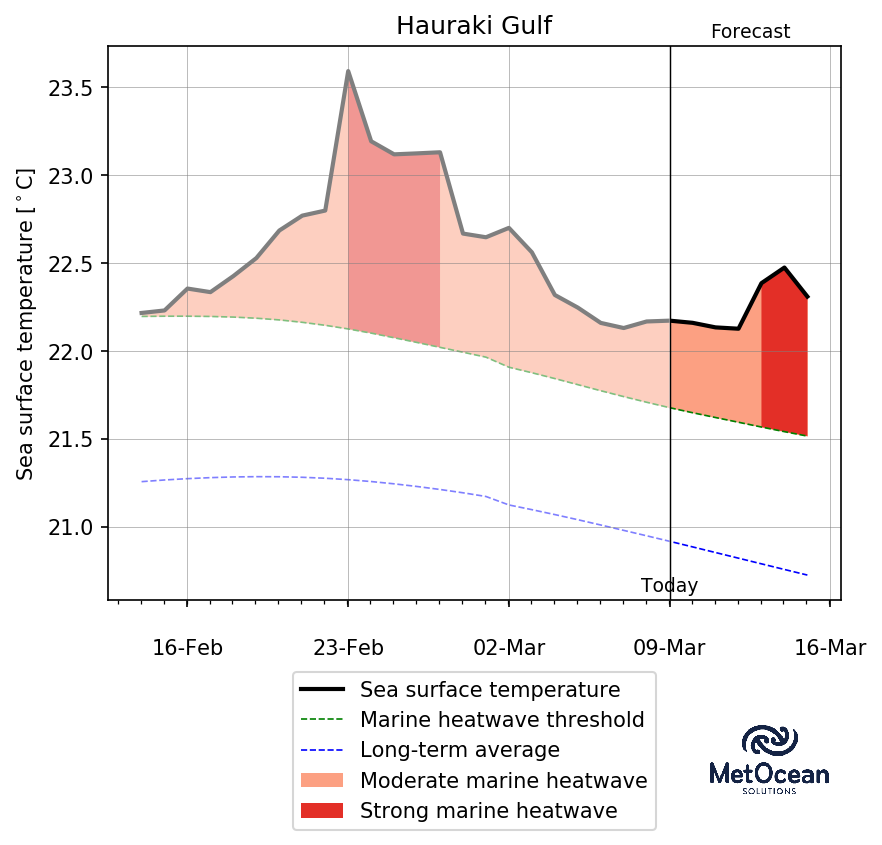 Hauraki Gulf
Forecast
Sea surface temperature [°C]
23.5
23.0
22.5
22.0
21.5
21.0
Today
16-Feb
23-Feb
02-Mar
09-Mar
16-Mar
Sea surface temperature
Marine heatwave threshold
Long-term average
Moderate marine heatwave
Strong marine heatwave
MetOcean
SOLUTIONS